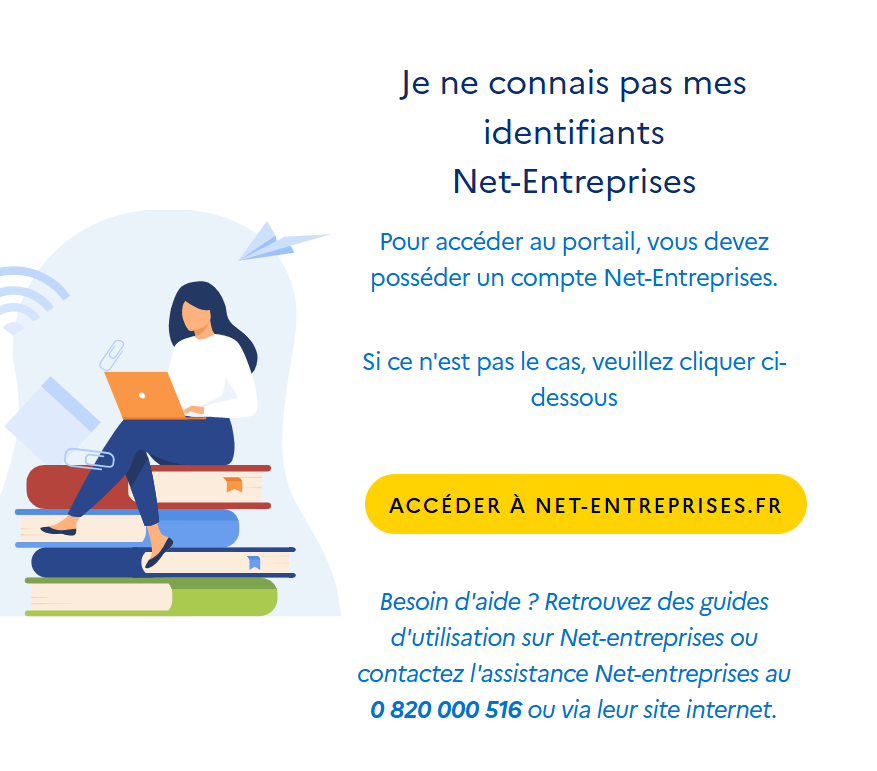 Je ne connais pas mes
identifiants
Net-Entreprises
Pour accéder au portail, vous devez
posséder un compte Net-Entreprises.
Si ce n'est pas le cas, veuillez cliquer ci-
dessous
ACCÉDER À NET-ENTREPRISES.FR
Besoin d'aide ? Retrouvez des guides
d'utilisation sur Net-entreprises ou
contactez l'assistance Net-entreprises au
0 820 000 516 ou via leur site internet.